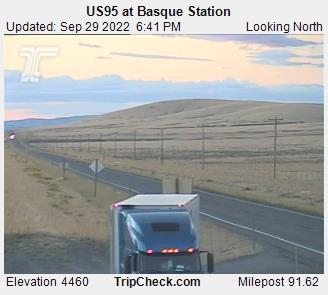 US95 at Basque Station
Updated: Sep 29 2022 6:41 PM Looking North
Elevation 4460 TripCheck.com Milepost 91.62